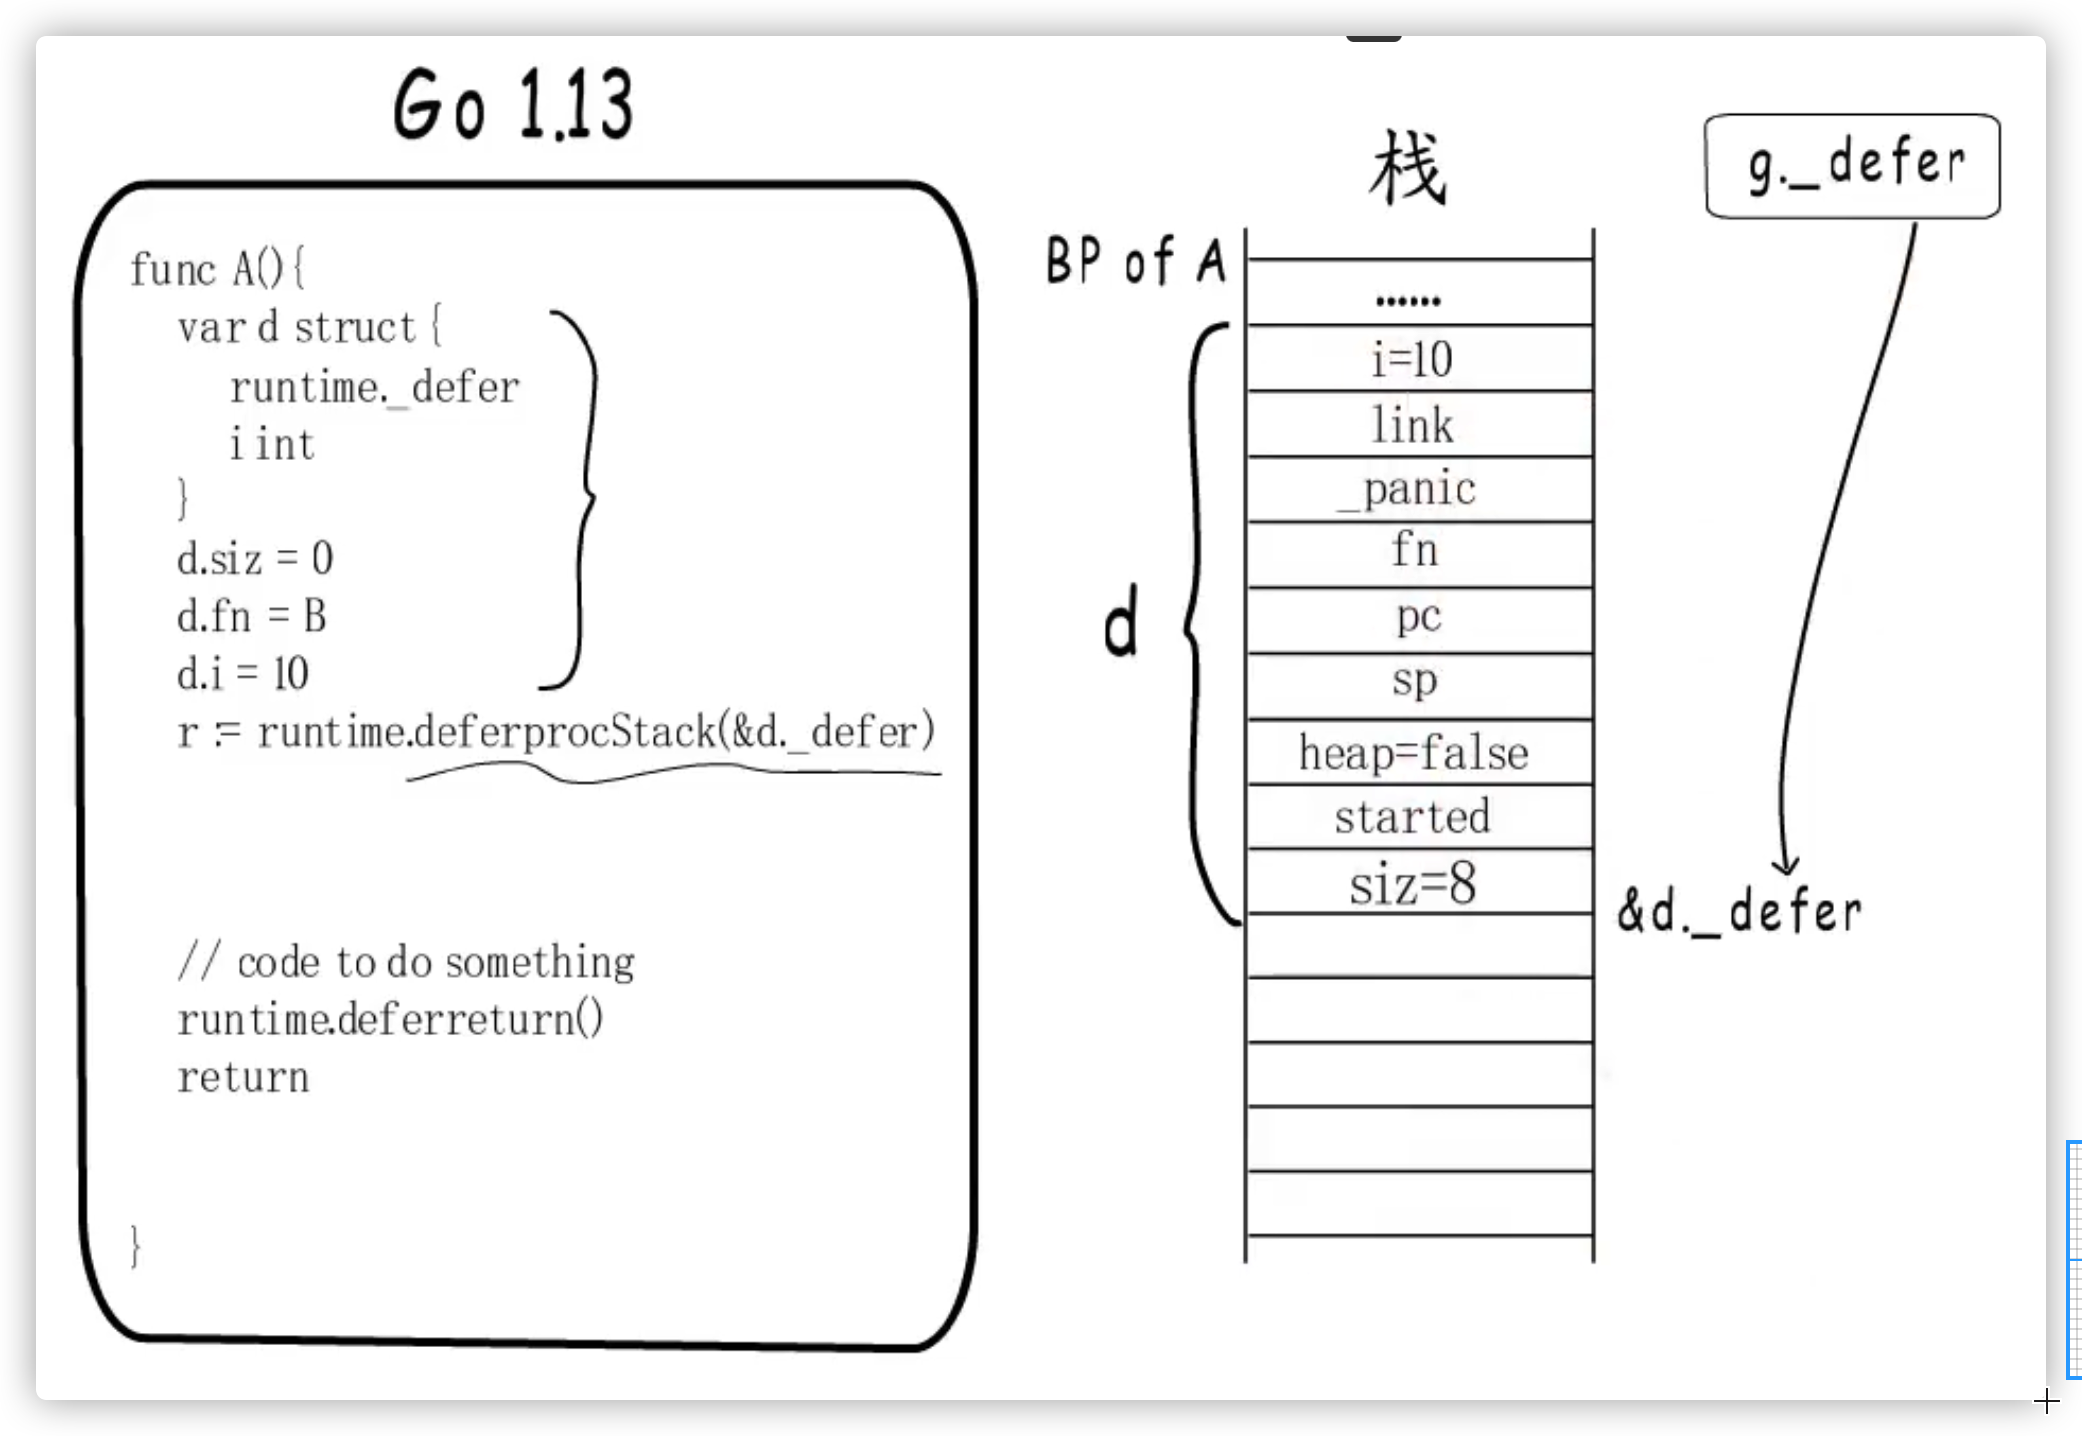 Go 1.13
func A(){
var d struct {
runtime._defer
i int
}
d.siz = 0
d.fn = B
d.i = 10
r := runtime.deferprocStack(&d._defer)
// code to do something
runtime.deferreturn()
return
}
栈
BP of A
......
i=10
link
_panic
fn
pc
sp
heap=false
started
siz=8
d
g._defer
&d._defer